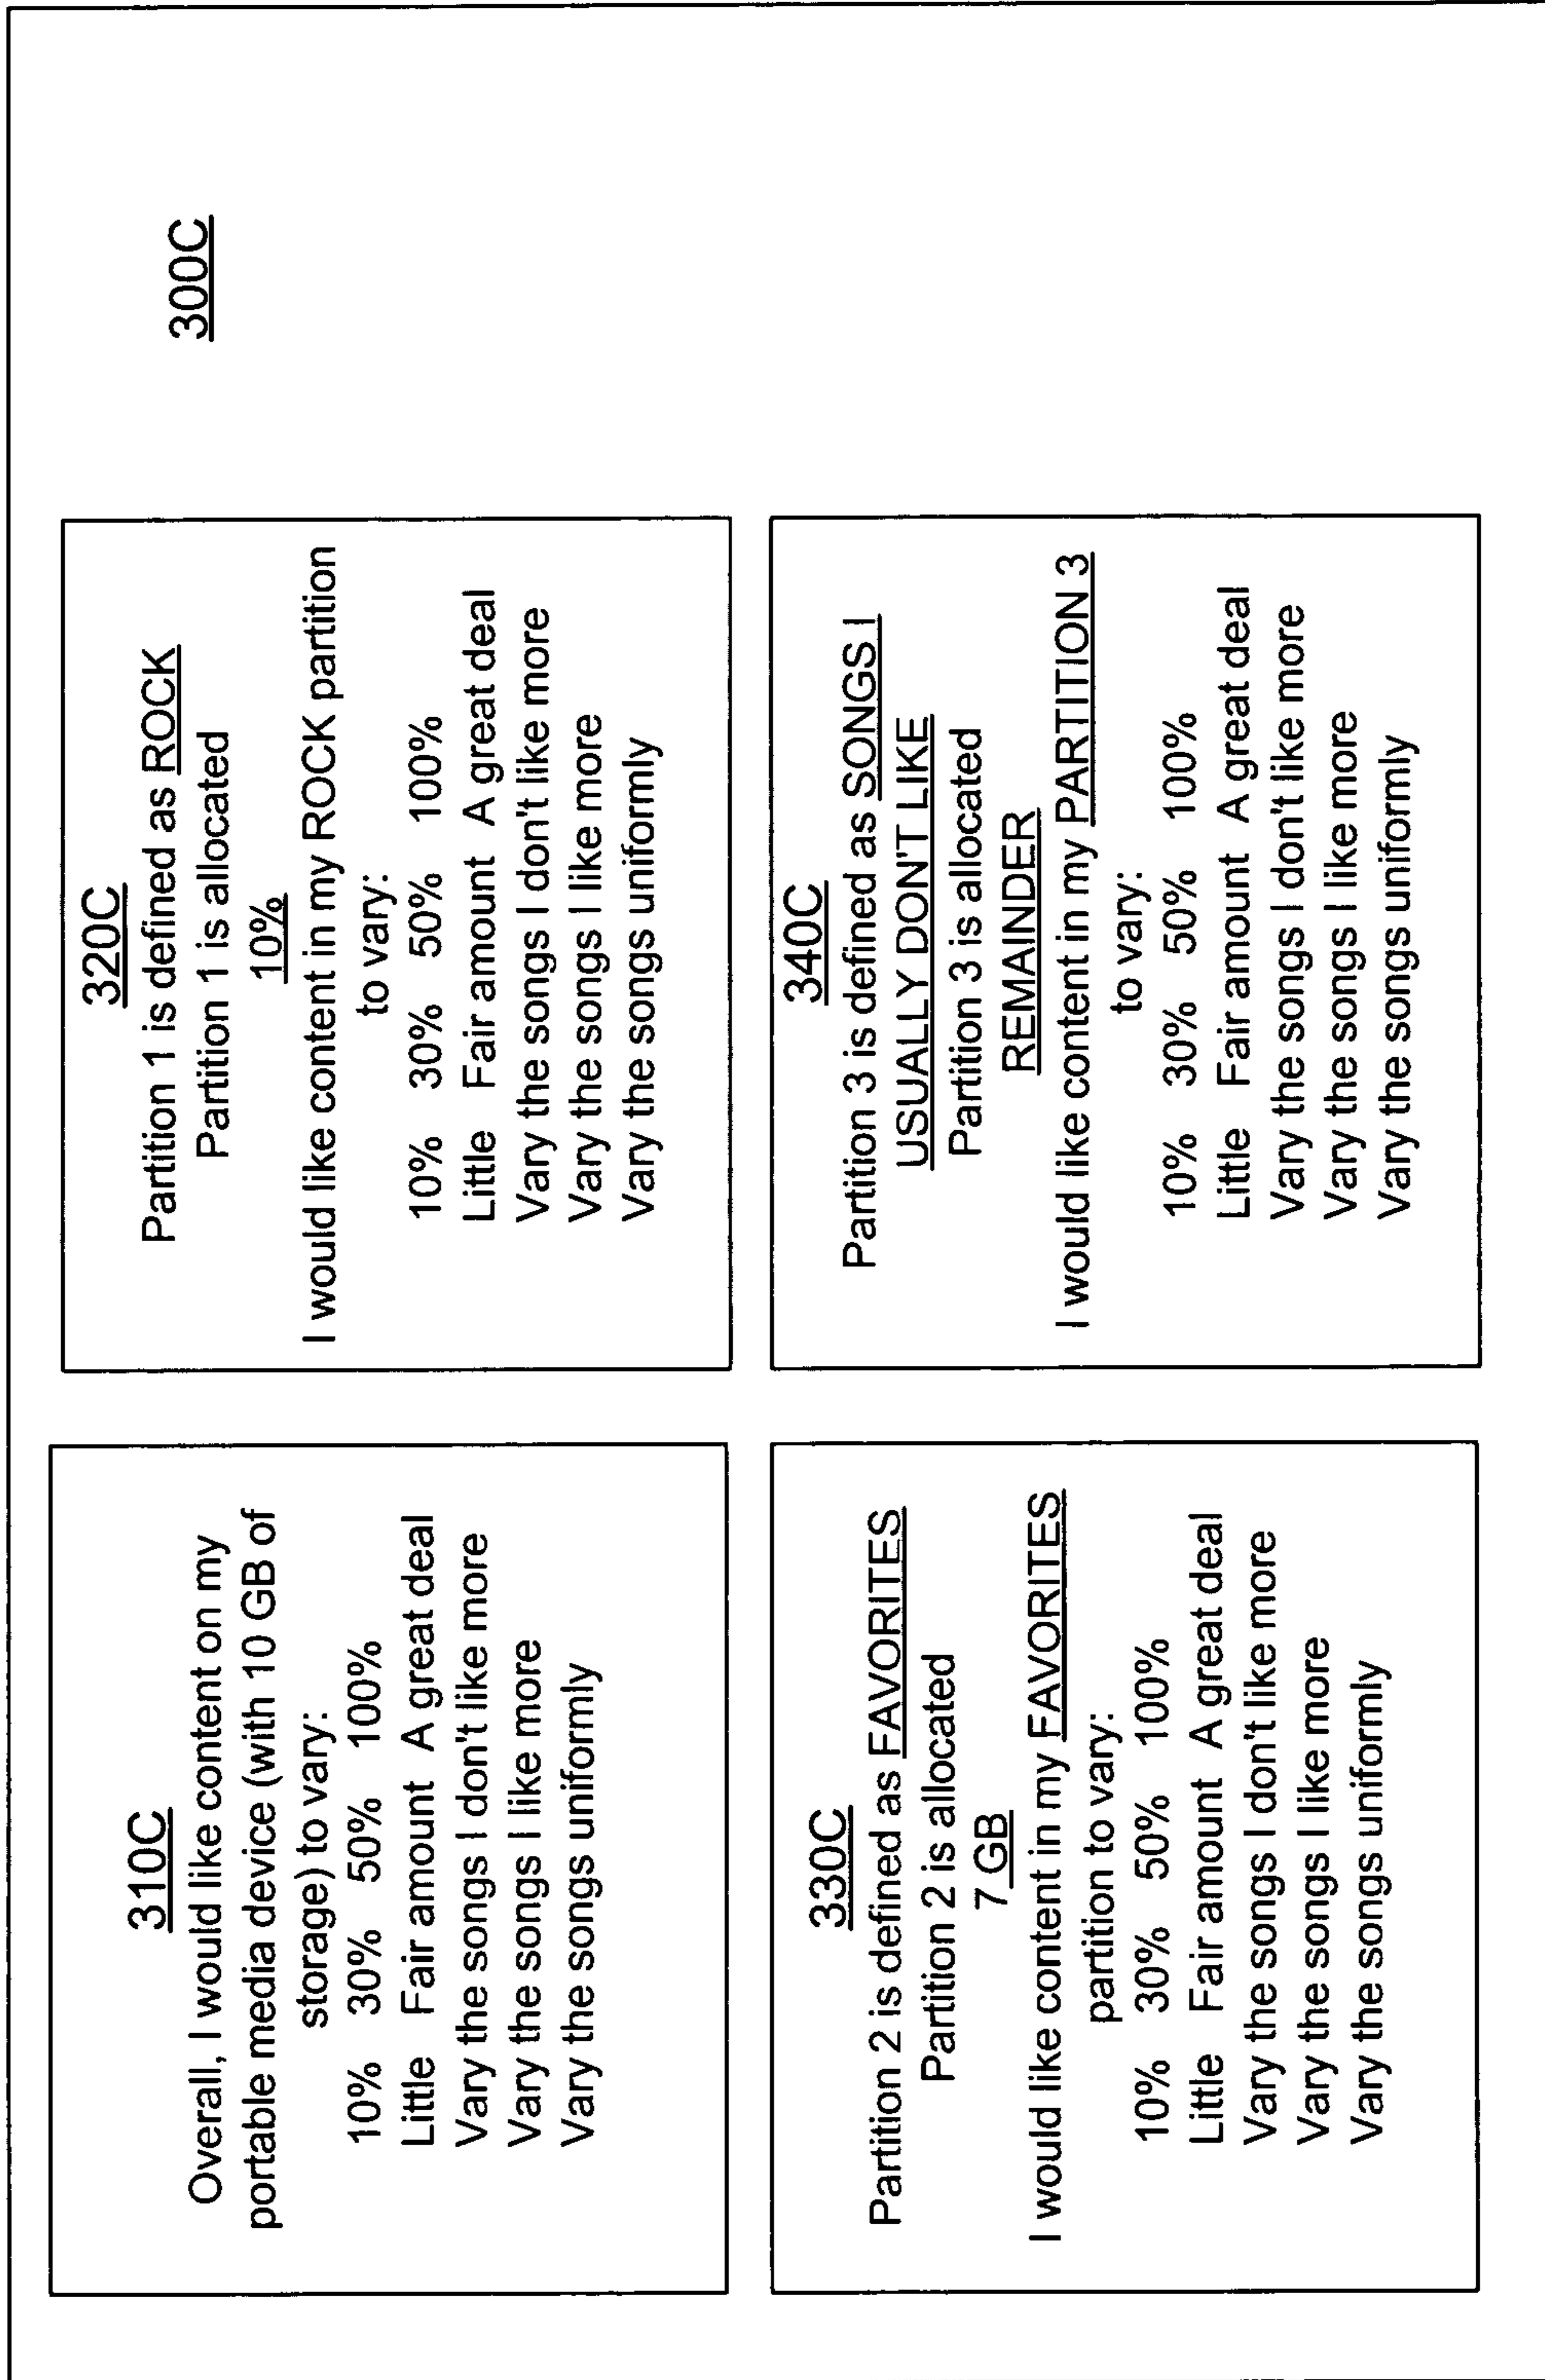 300C
310C
Overall, I would like content on my
portable media device (with 10 GB of
storage) to vary:
10% 30% 50% 100%
Little Fair amount A great deal
Vary the songs I don't like more
Vary the songs I like more
Vary the songs uniformly
320C
Partition 1 is defined as ROCK
Partition 1 is allocated
10%
I would like content in my ROCK partition
to vary:
10% 30% 50% 100%
Little Fair amount A great deal
Vary the songs I don't like more
Vary the songs I like more
Vary the songs uniformly
330C
Partition 2 is defined as FAVORITES
Partition 2 is allocated
7 GB
I would like content in my FAVORITES
partition to vary:
10% 30% 50% 100%
Little Fair amount A great deal
Vary the songs I don't like more
Vary the songs I like more
Vary the songs uniformly
340C
Partition 3 is defined as SONGS I
USUALLY DON'T LIKE
Partition 3 is allocated
REMAINDER
I would like content in my PARTITION 3
to vary:
10% 30% 50% 100%
Little Fair amount A great deal
Vary the songs I don't like more
Vary the songs I like more
Vary the songs uniformly